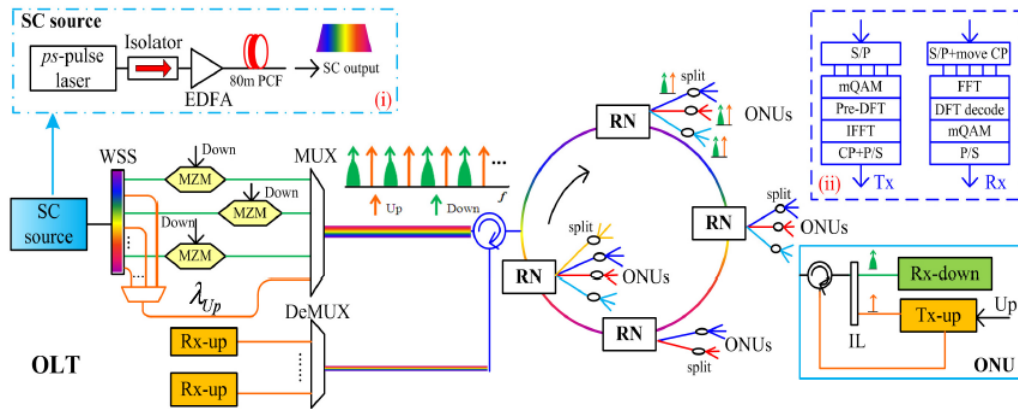 SC source
ps-pulse
laser
Isolator
EDFA
80m PCF
SC output
(i)
SC
source
WSS
Down
MZM
Down
MZM
Down
MZM
MUX
λUp
DeMUX
Rx-up
Rx-up
OLT
...
f
Up
Down
RN
split
ONUs
RN
split
ONUs
RN
split
ONUs
RN
split
ONUs
S/P
mQAM
Pre-DFT
IFFT
CP+P/S
Tx
(ii)
S/P+move CP
FFT
DFT decode
mQAM
P/S
Rx
Rx-down
Tx-up
Up
IL
ONU